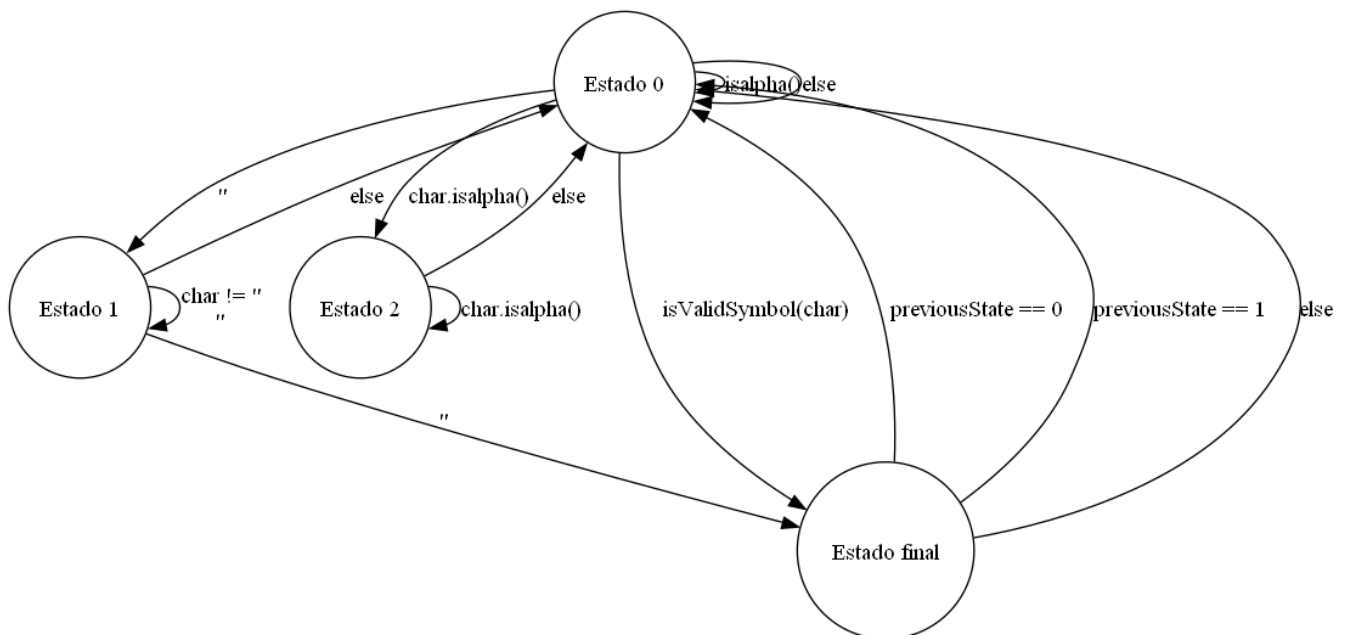 Estado 0
isalpha()
else
"
else
char.isalpha()
else
Estado 1
char != "
"
Estado 2
char.isalpha()
isValidSymbol(char)
previousState == 0
previousState == 1
else
"
Estado final